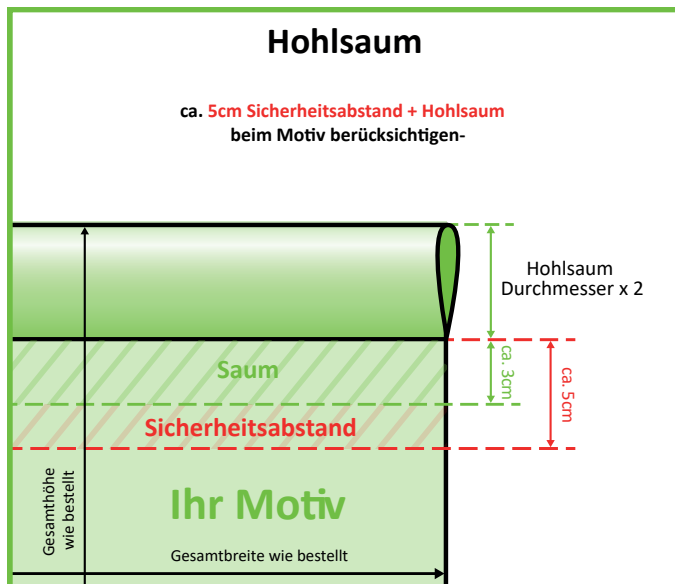 Hohlsaum
ca. 5cm Sicherheitsabstand + Hohlsaum
beim Motiv berücksichtigen-
Hohlsaum
Durchmesser x 2
ca. 3cm
ca. 5cm
Saum
Sicherheitsabstand
Ihr Motiv
Gesamthöhe
wie bestellt
Gesamtbreite wie bestellt